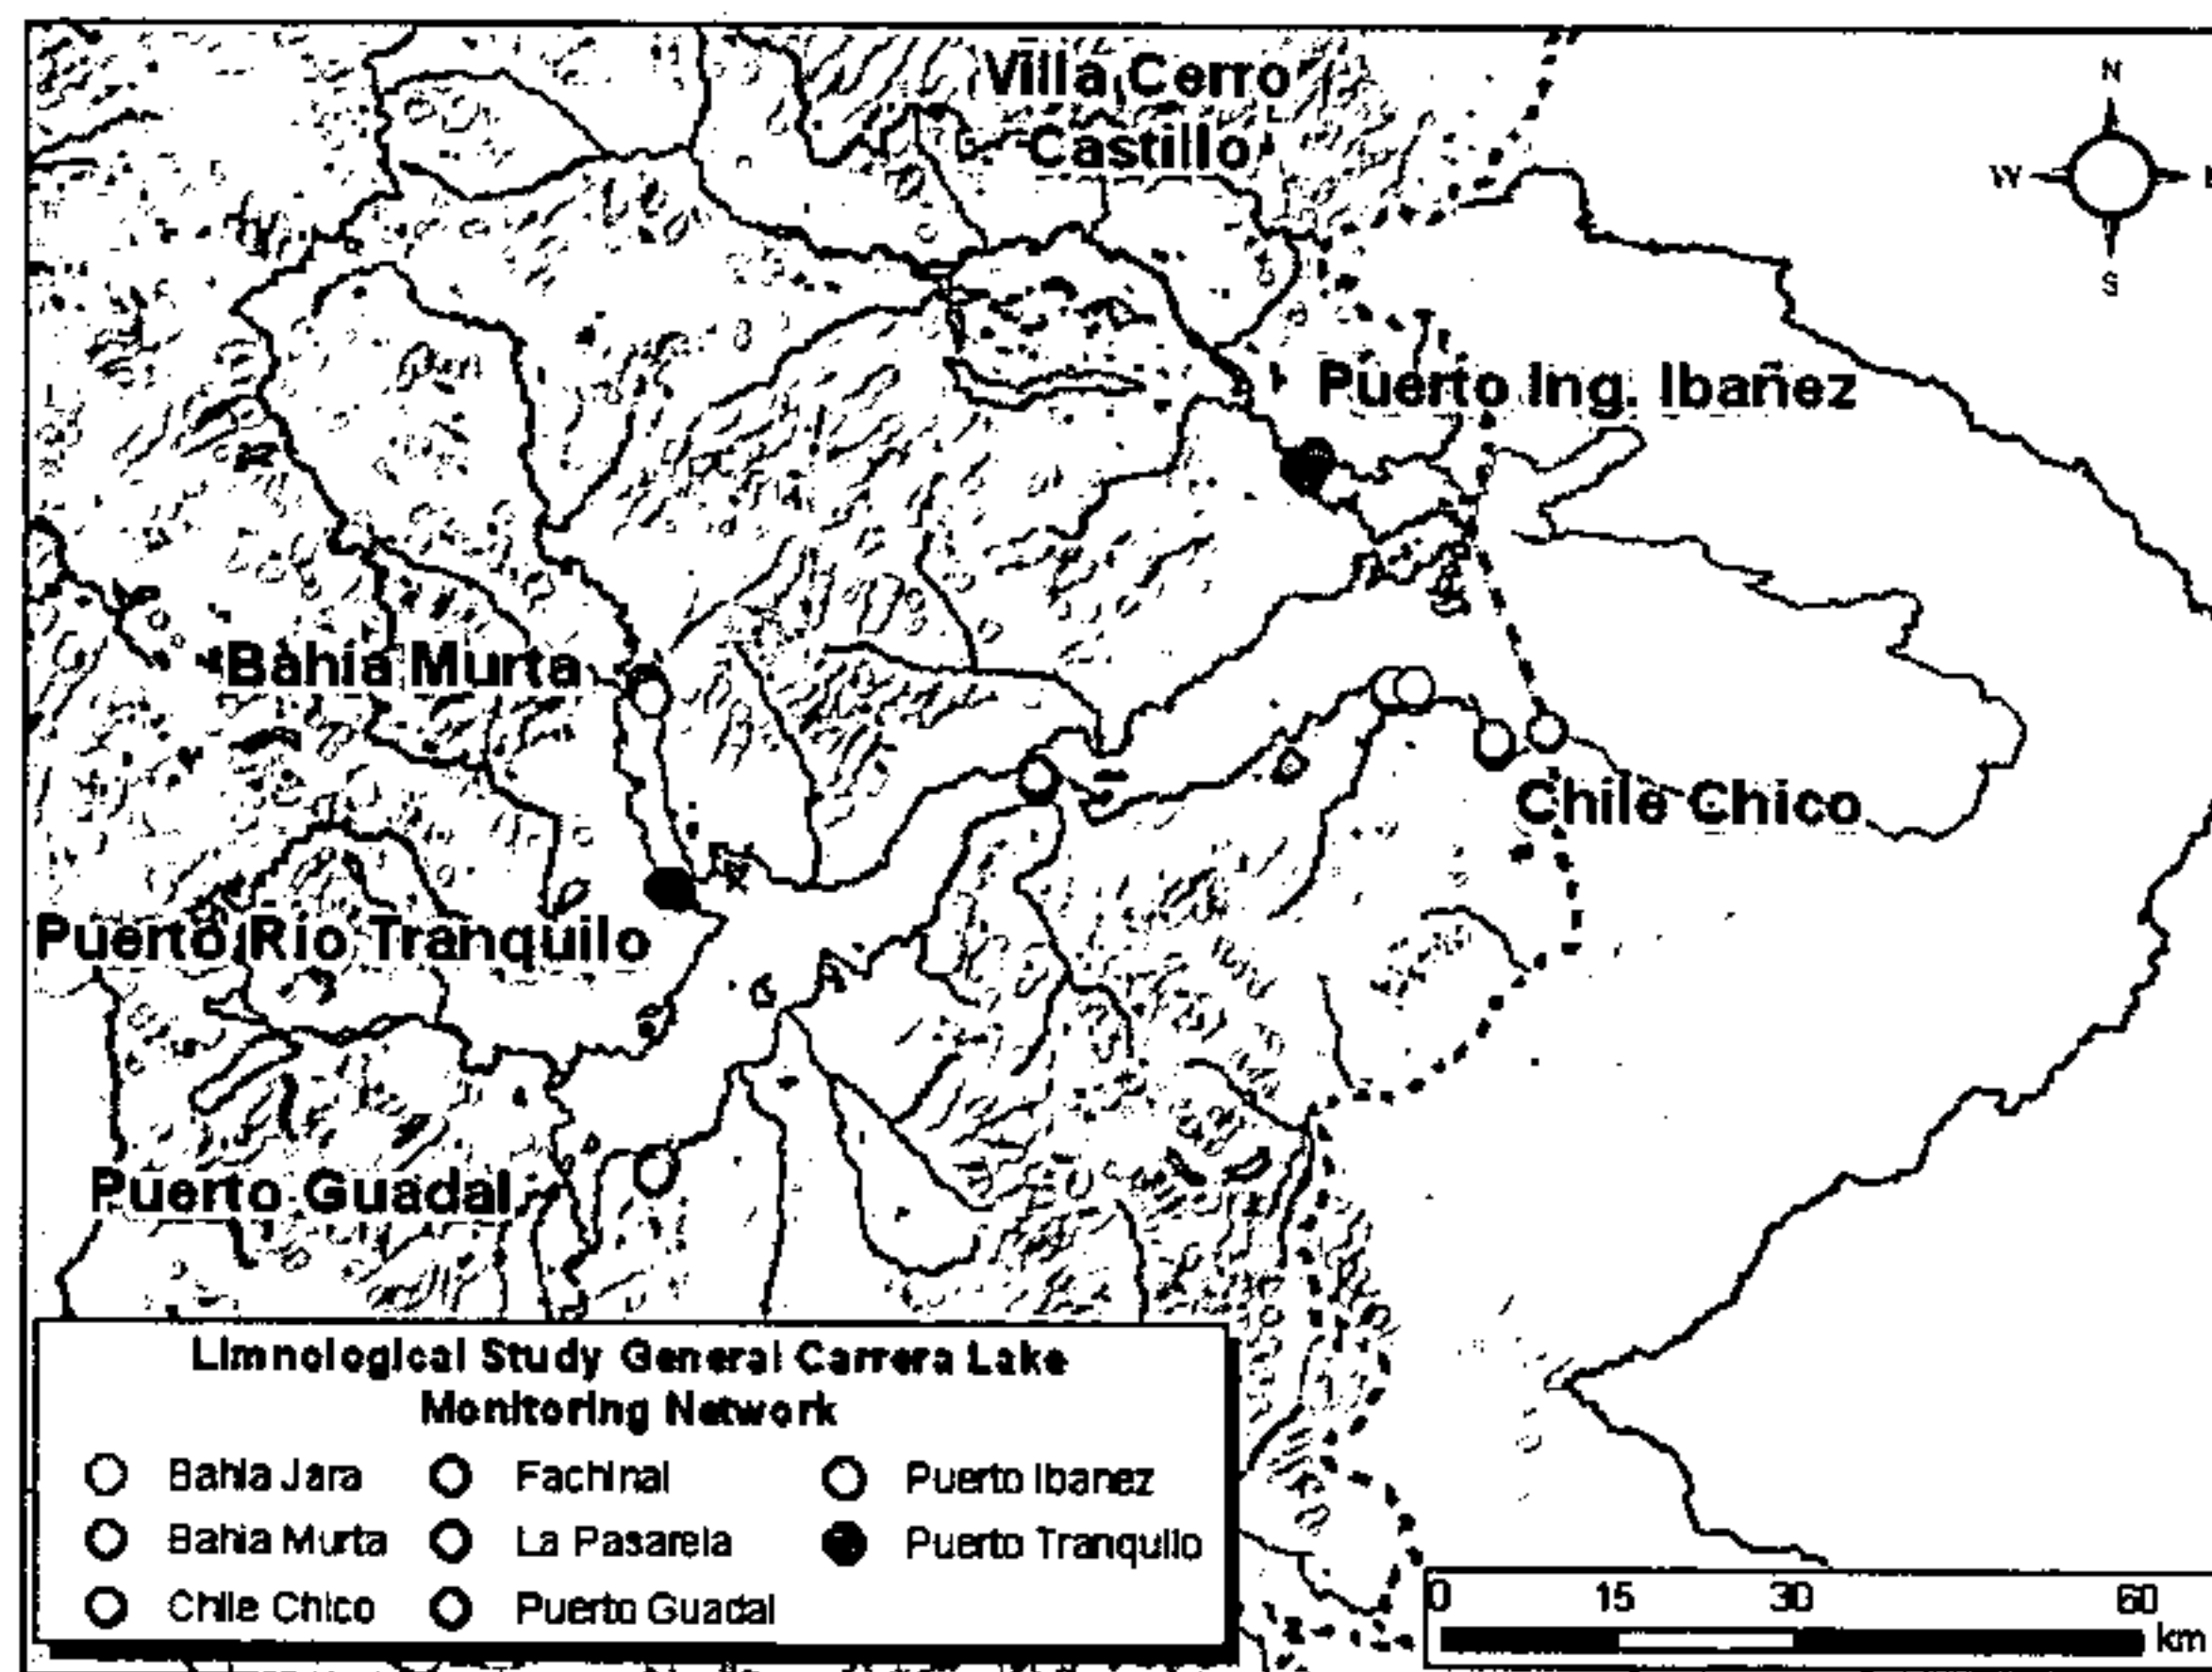 Villa Cerro
Castillo
N
W
S
Puerto Ing. Ibañez
Bahia Murta
Chile Chico
Puerto Rio Tranquilo
Puerto Guadal
Limnological Study General Carrera Lake
Monitoring Network
Bahia Jara
Fachinal
Puerto Ibanez
Bahia Murta
La Pasarela
Puerto Tranquilo
Chile Chico
Puerto Guadal
0 15 30 60
km